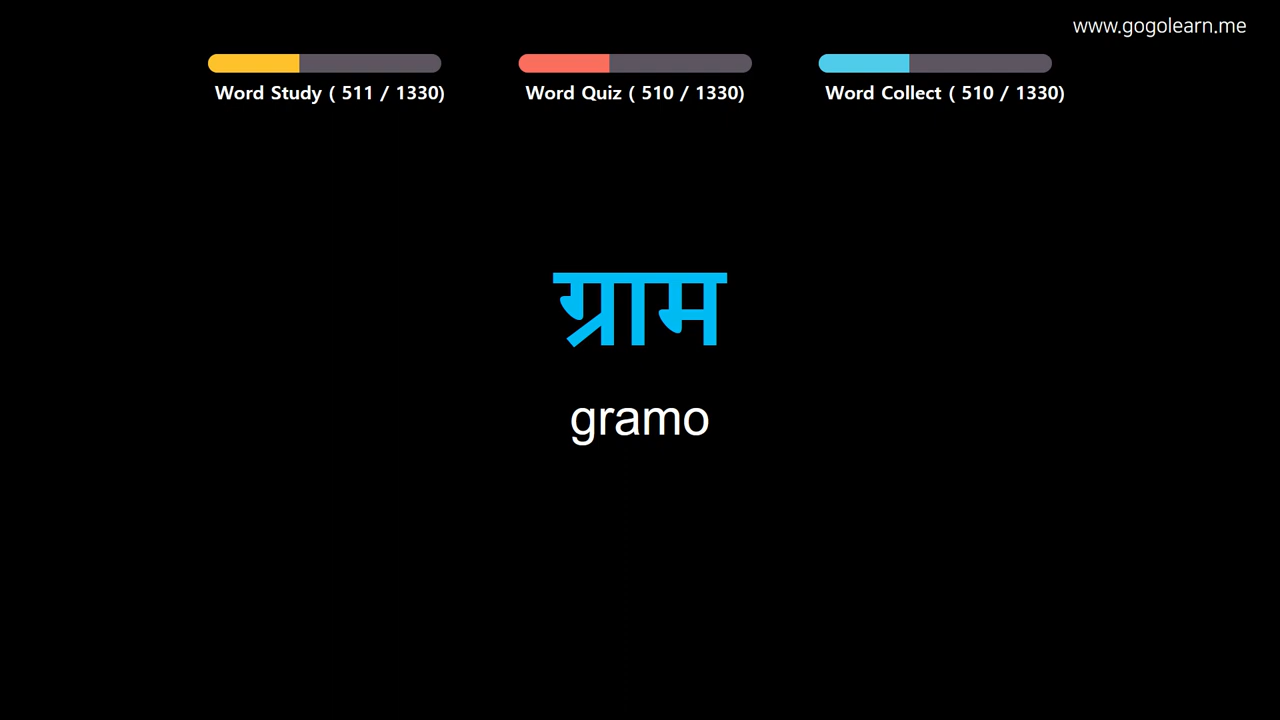 www.gogolearn.me
Word Study ( 511 / 1330)
Word Quiz ( 510 / 1330)
Word Collect ( 510 / 1330)
ग्राम
gramo